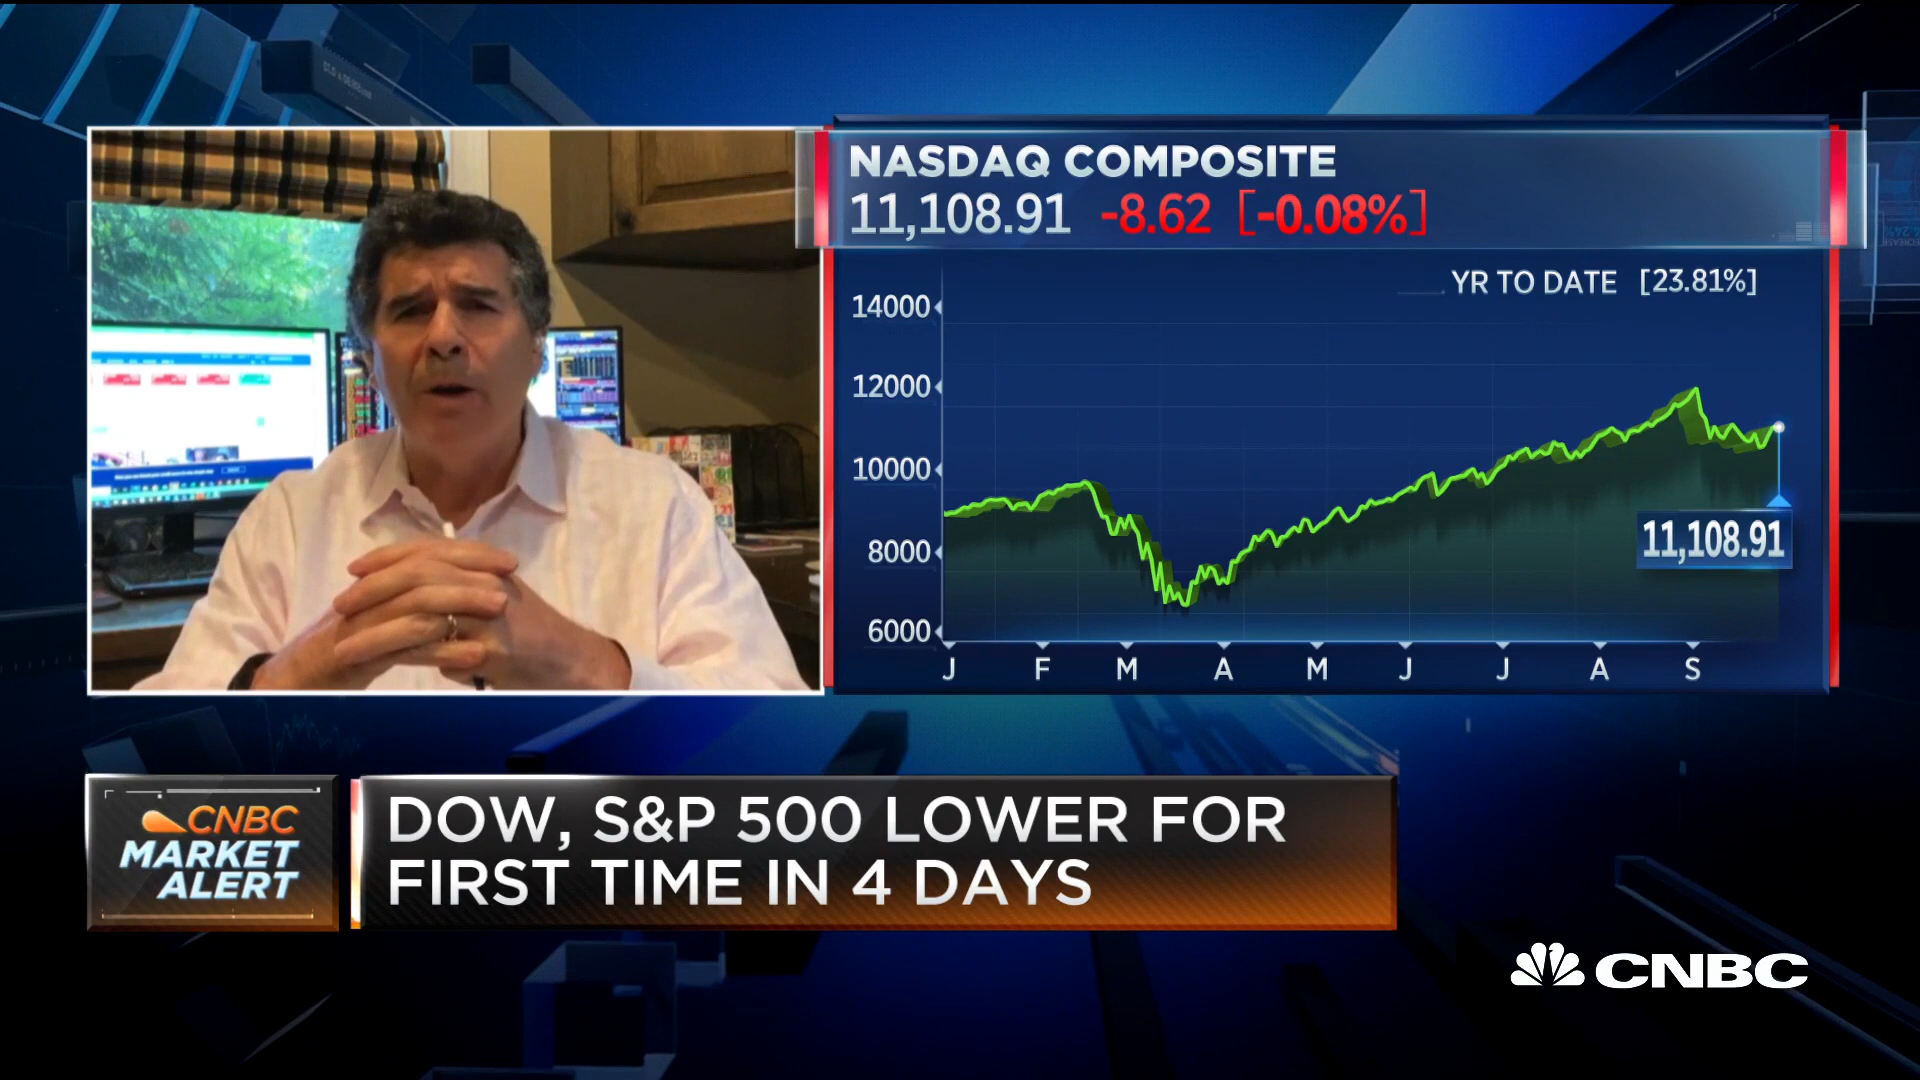 NASDAQ COMPOSITE
11,108.91 -8.62 [-0.08%]
YR TO DATE [23.81%]
14000
12000
10000
8000
6000
11,108.91
J F M A M J J A S
CNBC
MARKET
ALERT
DOW, S&P 500 LOWER FOR
FIRST TIME IN 4 DAYS
CNBC